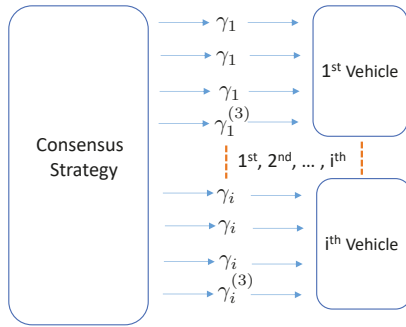 γ₁
γ₁
1st Vehicle
γ₁
γ₁⁽³⁾
Consensus
Strategy
1st, 2nd, ... , ith
γᵢ
γᵢ
ith Vehicle
γᵢ
γᵢ⁽³⁾